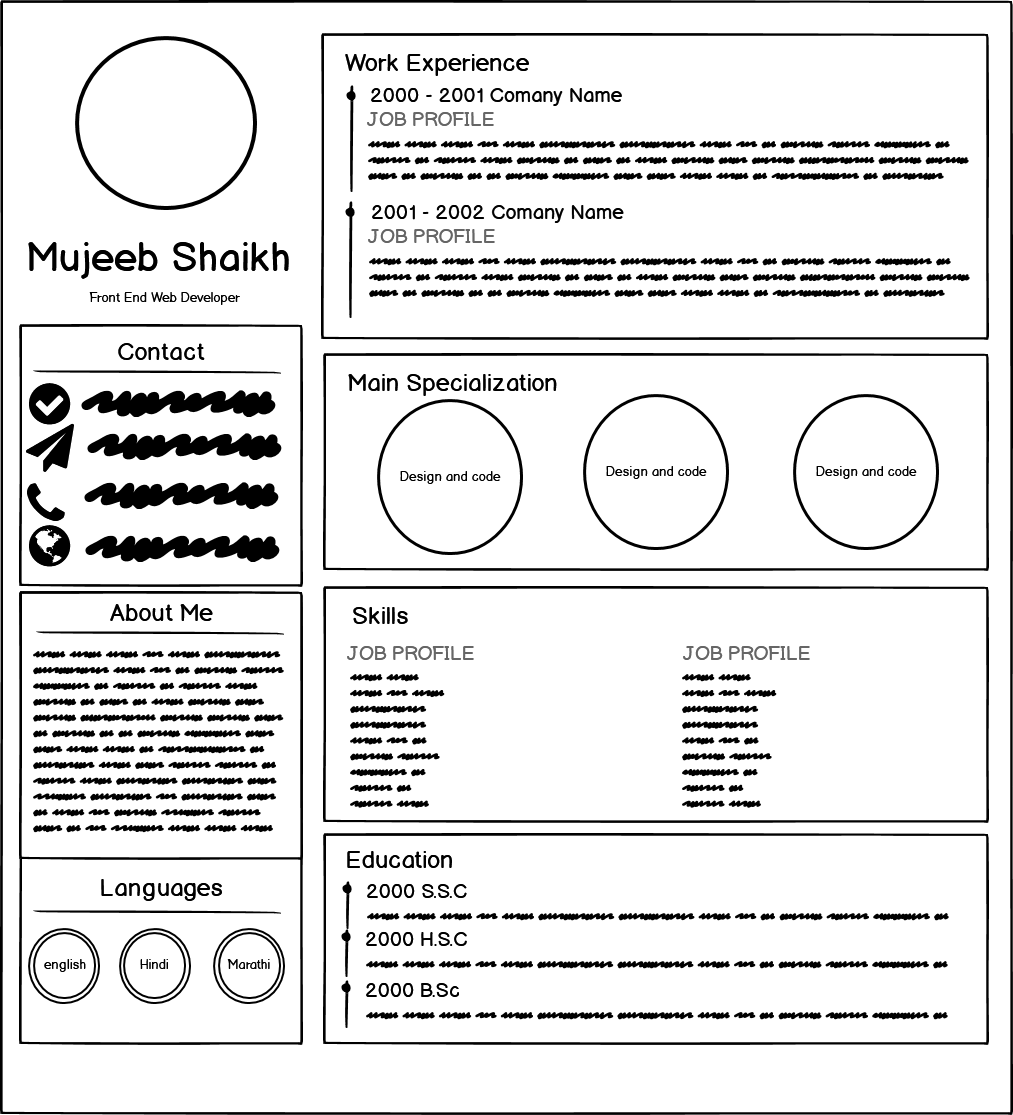 Mujeeb Shaikh
Front End Web Developer
Contact
About Me
Languages
english
Hindi
Marathi
Work Experience
2000 - 2001 Comany Name
JOB PROFILE
2001 - 2002 Comany Name
JOB PROFILE
Main Specialization
Design and code
Design and code
Design and code
Skills
JOB PROFILE
JOB PROFILE
Education
2000 S.S.C
2000 H.S.C
2000 B.Sc